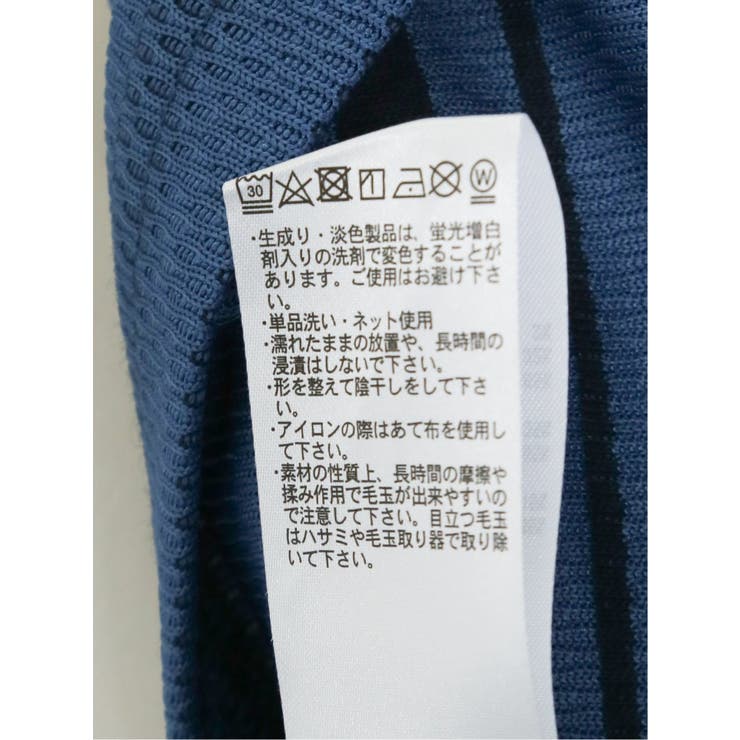 30 W
・生成り・淡色製品は、蛍光増白
剤入りの洗剤で変色することが
あります。ご使用はお避け下さ
い。
・単品洗い・ネット使用
・濡れたままの放置や、長時間の
浸漬はしないで下さい。
・形を整えて陰干しをして下さ
い。
・アイロンの際はあて布を使用し
て下さい。
・素材の性質上、長時間の摩擦や
揉み作用で毛玉が出来やすいの
で注意して下さい。目立つ毛玉
はハサミや毛玉取り器で取り除
いて下さい。